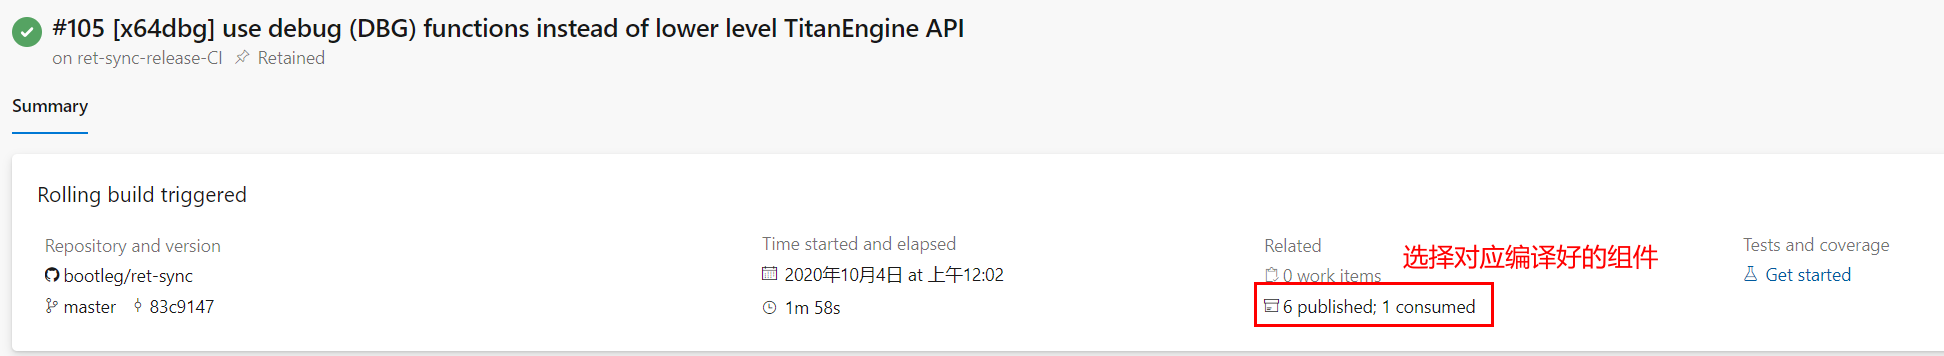 #105 [x64dbg] use debug (DBG) functions instead of lower level TitanEngine API
on ret-sync-release-CI Retained
Summary
Rolling build triggered
Repository and version
bootleg/ret-sync
master 83c9147
Time started and elapsed
2020年10月4日 at 上午12:02
1m 58s
Related
0 work items
选择对应编译好的组件
6 published; 1 consumed
Tests and coverage
Get started